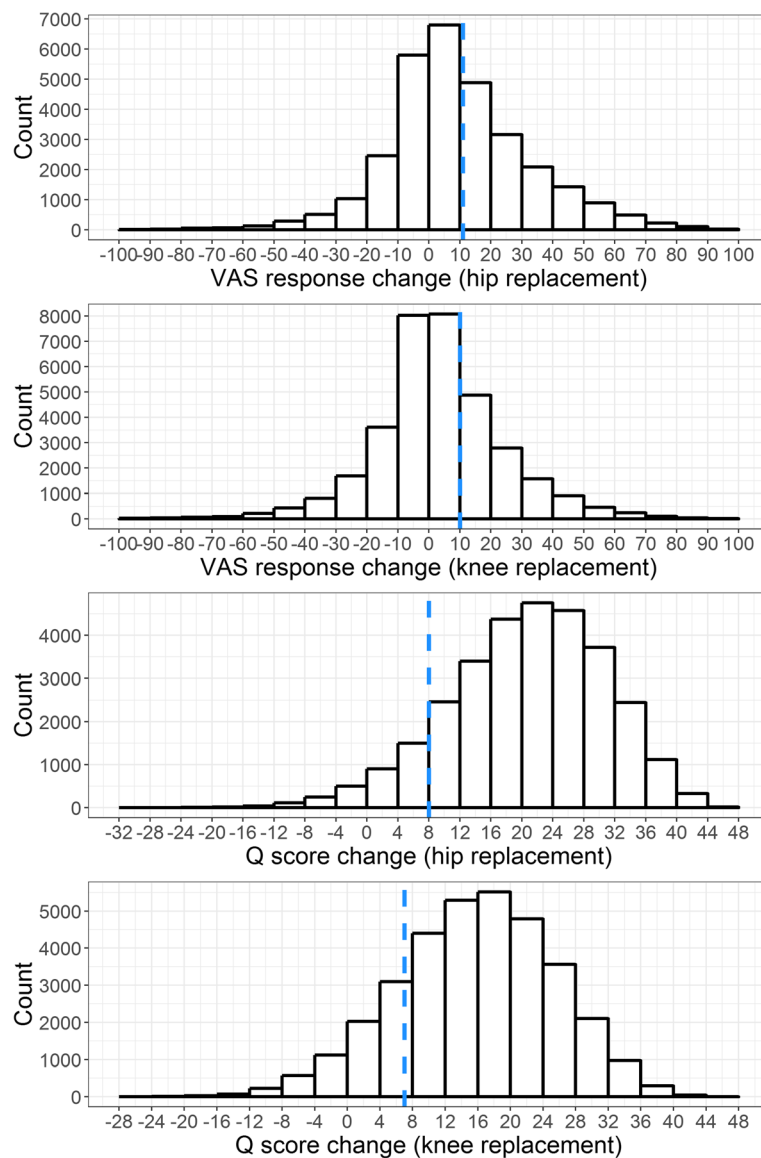 7000
6000
5000
4000
3000
2000
1000
0
Count
-100 -90 -80 -70 -60 -50 -40 -30 -20 -10 0 10 20 30 40 50 60 70 80 90 100
VAS response change (hip replacement)
8000
7000
6000
5000
4000
3000
2000
1000
0
Count
-100 -90 -80 -70 -60 -50 -40 -30 -20 -10 0 10 20 30 40 50 60 70 80 90 100
VAS response change (knee replacement)
4000
3000
2000
1000
0
Count
-32 -28 -24 -20 -16 -12 -8 -4 0 4 8 12 16 20 24 28 32 36 40 44 48
Q score change (hip replacement)
5000
4000
3000
2000
1000
0
Count
-28 -24 -20 -16 -12 -8 -4 0 4 8 12 16 20 24 28 32 36 40 44 48
Q score change (knee replacement)